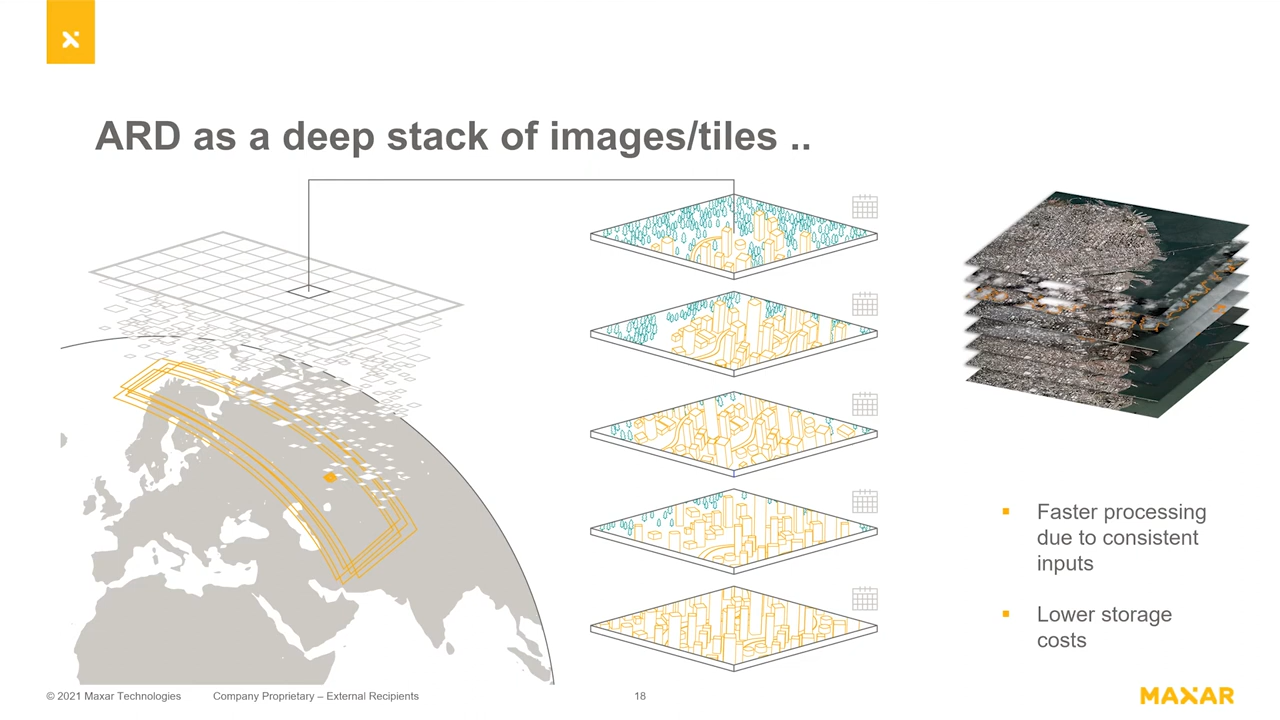 ARD as a deep stack of images/tiles ..
Faster processing
due to consistent
inputs
Lower storage
costs
© 2021 Maxar Technologies
Company Proprietary – External Recipients
18
MAXAR